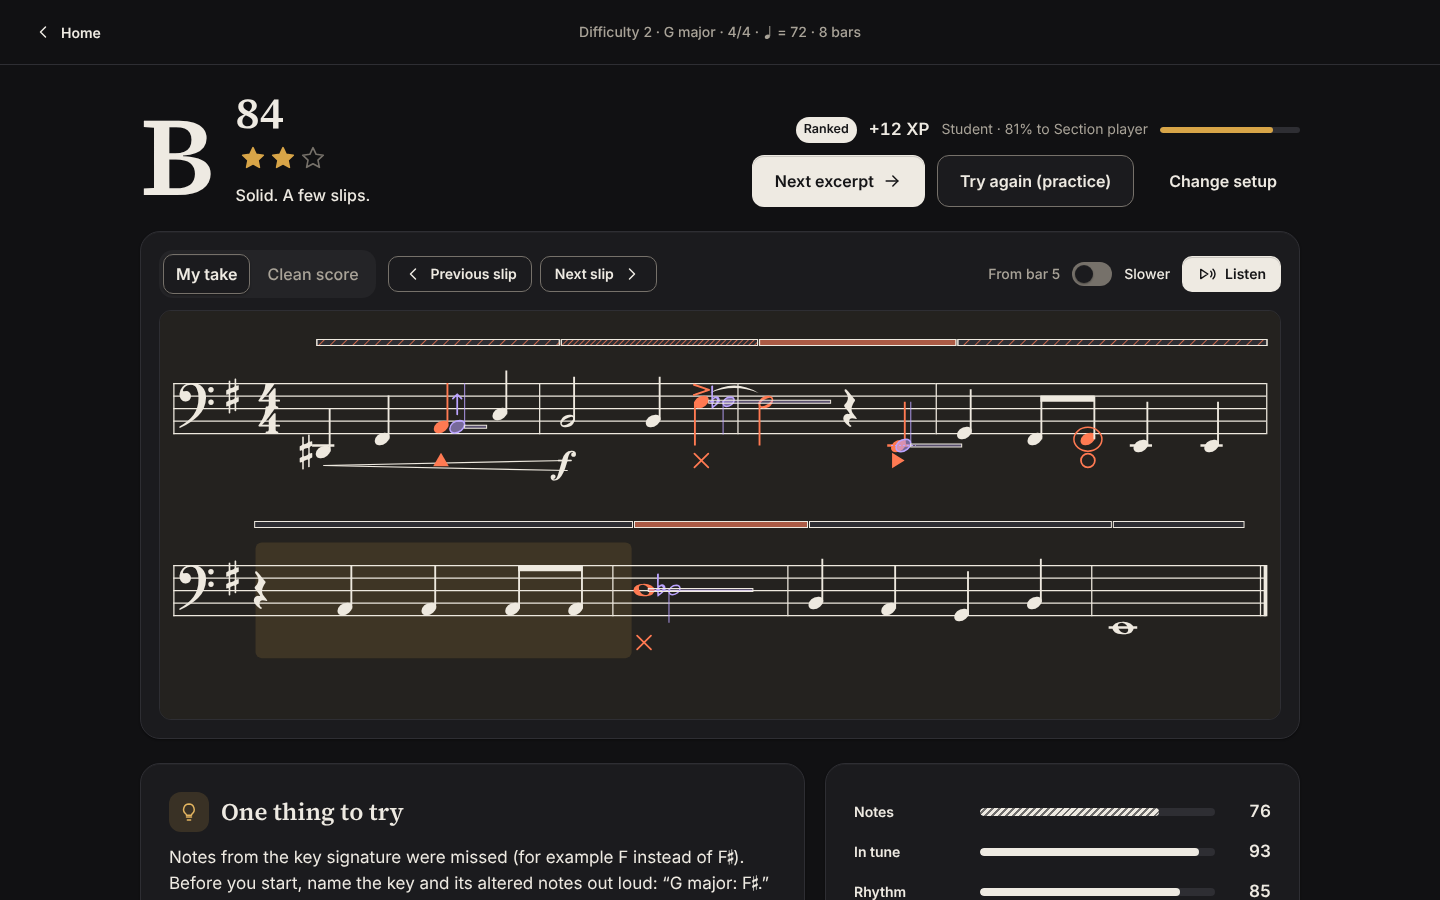 Home
Difficulty 2 · G major · 4/4 · ♩ = 72 · 8 bars
B
84
Solid. A few slips.
Ranked +12 XP Student · 81% to Section player
Next excerpt
Try again (practice)
Change setup
My take
Clean score
Previous slip
Next slip
From bar 5
Slower
Listen
4
4
f
One thing to try
Notes from the key signature were missed (for example F instead of F♯).
Before you start, name the key and its altered notes out loud: “G major: F♯.”
Notes 76
In tune 93
Rhythm 85